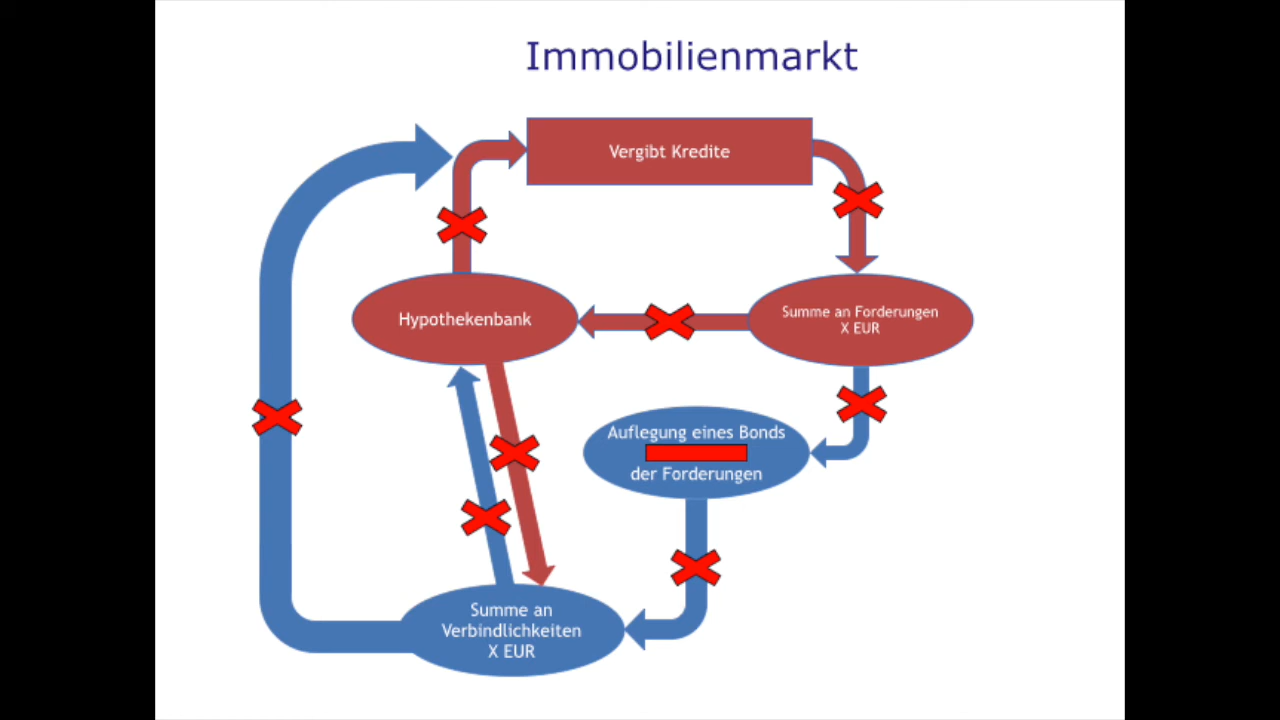 Immobilienmarkt
Vergibt Kredite
Hypothekenbank
Summe an Forderungen
X EUR
Auflegung eines Bonds
der Forderungen
Summe an
Verbindlichkeiten
X EUR